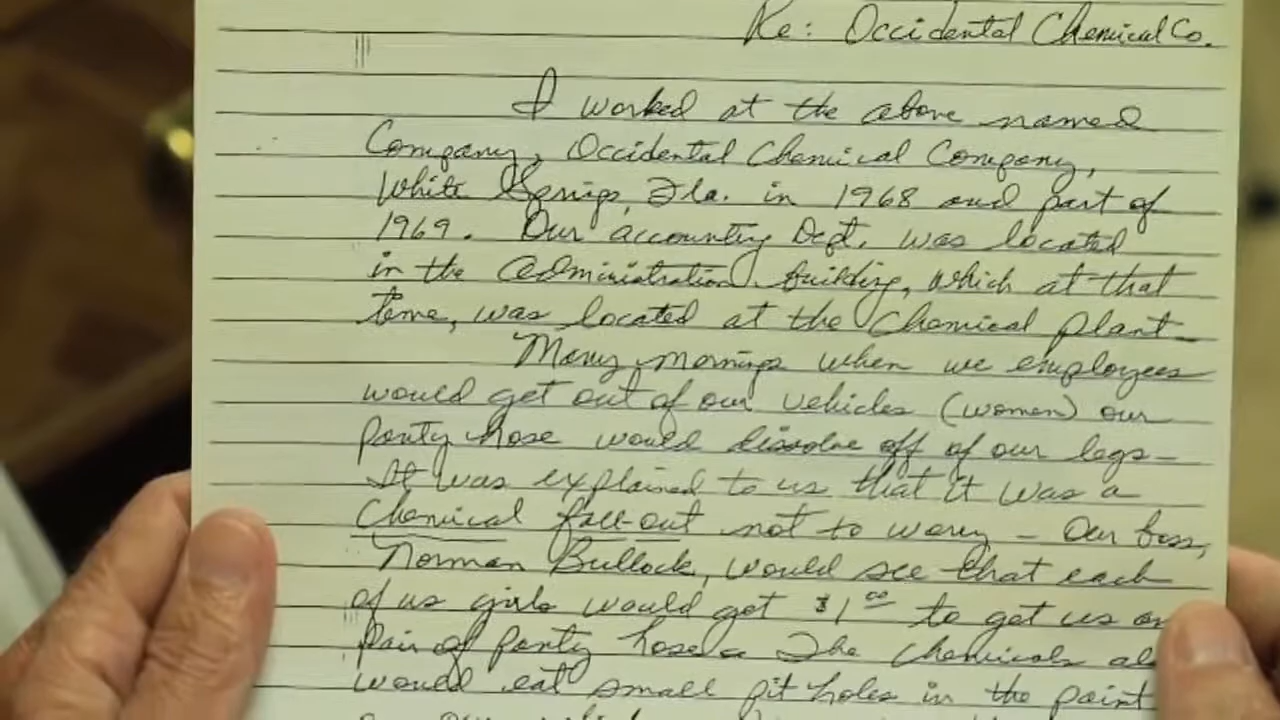 Re: Occidental Chemical Co.
I worked at the above named
Company, Occidental Chemical Company,
White Springs, Fla. in 1968 and part of
1969. Our accounting Dept. was located
in the administration building, which at that
time, was located at the Chemical plant.
Many mornings when we employees
would get out of our vehicles (women) our
panty hose would dissolve off of our legs-
It was explained to us that it was a
Chemical fall-out not to worry - Our boss,
Norman Bullock, would see that each
of us girls would get $1.00 to get us
pair of panty hose. The Chemicals
would eat small pit holes in the paint